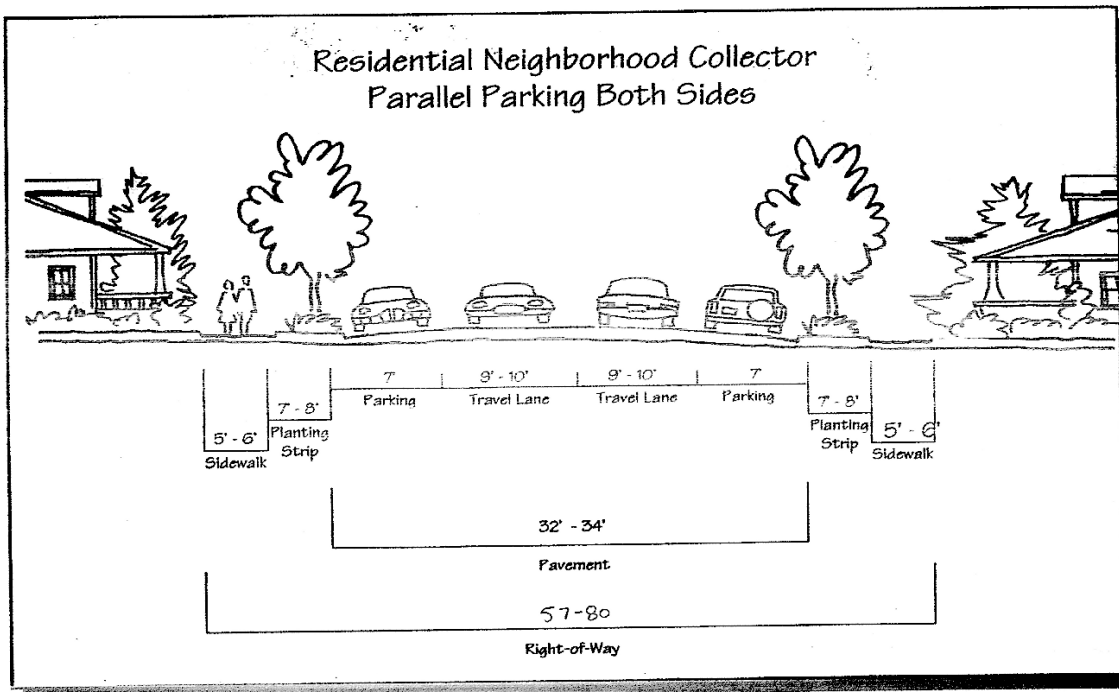 Residential Neighborhood Collector
Parallel Parking Both Sides
7' 9' - 10' 9' - 10' 7'
Parking Travel Lane Travel Lane Parking
7 - 8' 7 - 8'
Planting Strip Planting Strip
5' - 6' 5' - 6'
Sidewalk Sidewalk
32' - 34'
Pavement
57-80
Right-of-Way